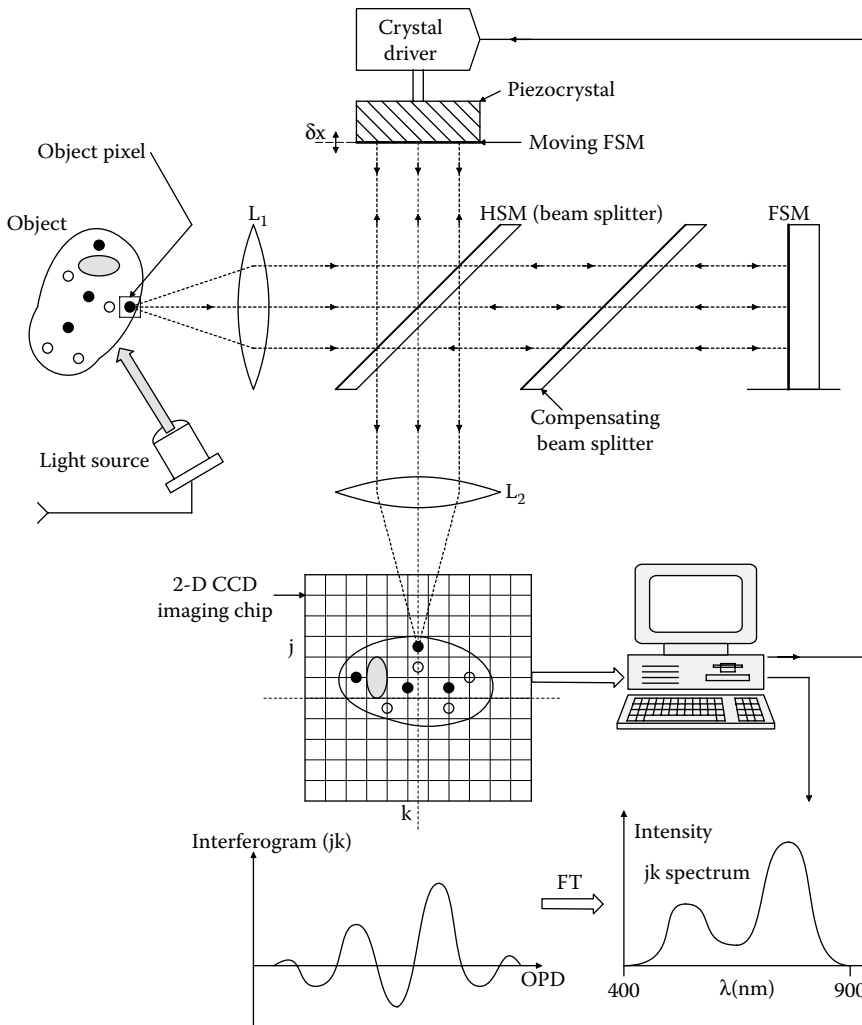 Crystal
driver
Piezocrystal
δx
Moving FSM
Object pixel
Object
L1
HSM (beam splitter)
FSM
Compensating
beam splitter
Light source
L2
2-D CCD
imaging chip
j
k
Interferogram (jk)
OPD
FT
Intensity
jk spectrum
400
λ(nm)
900